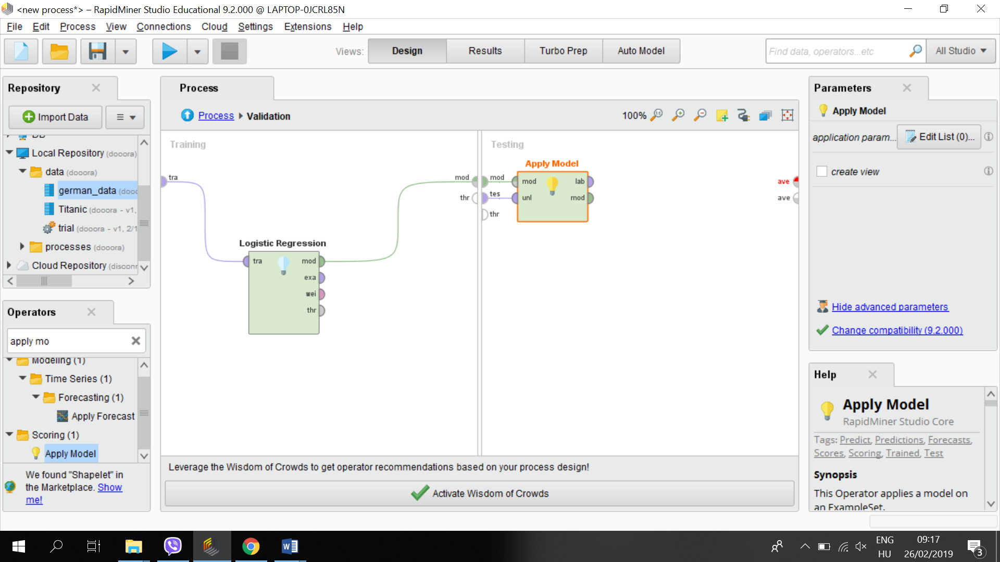 <new process*> – RapidMiner Studio Educational 9.2.000 @ LAPTOP-0JCRL85N
File Edit Process View Connections Cloud Settings Extensions Help
Views: Design Results Turbo Prep Auto Model
Find data, operators...etc All Studio
Repository
Import Data
DB
Local Repository (dooora)
data (dooora)
german_data (dooo
Titanic (dooora - v1,
trial (dooora - v1, 2/1
processes (dooora)
Cloud Repository (disconr
Operators
apply mo
Modeling (1)
Time Series (1)
Forecasting (1)
Apply Forecast
Scoring (1)
Apply Model
We found "Shapelet" in
the Marketplace. Show
me!
Process
Process Validation
100%
Training
tra
mod
thr
Logistic Regression
tra mod
exa
wei
thr
Testing
mod
tes
thr
Apply Model
mod lab
unl mod
ave
ave
Leverage the Wisdom of Crowds to get operator recommendations based on your process design!
Activate Wisdom of Crowds
Parameters
Apply Model
application param... Edit List (0)...
create view
Hide advanced parameters
Change compatibility (9.2.000)
Help
Apply Model
RapidMiner Studio Core
Tags: Predict, Predictions, Forecasts,
Scores, Scoring, Trained, Test
Synopsis
This Operator applies a model on
an ExampleSet.
ENG
HU
09:17
26/02/2019
3